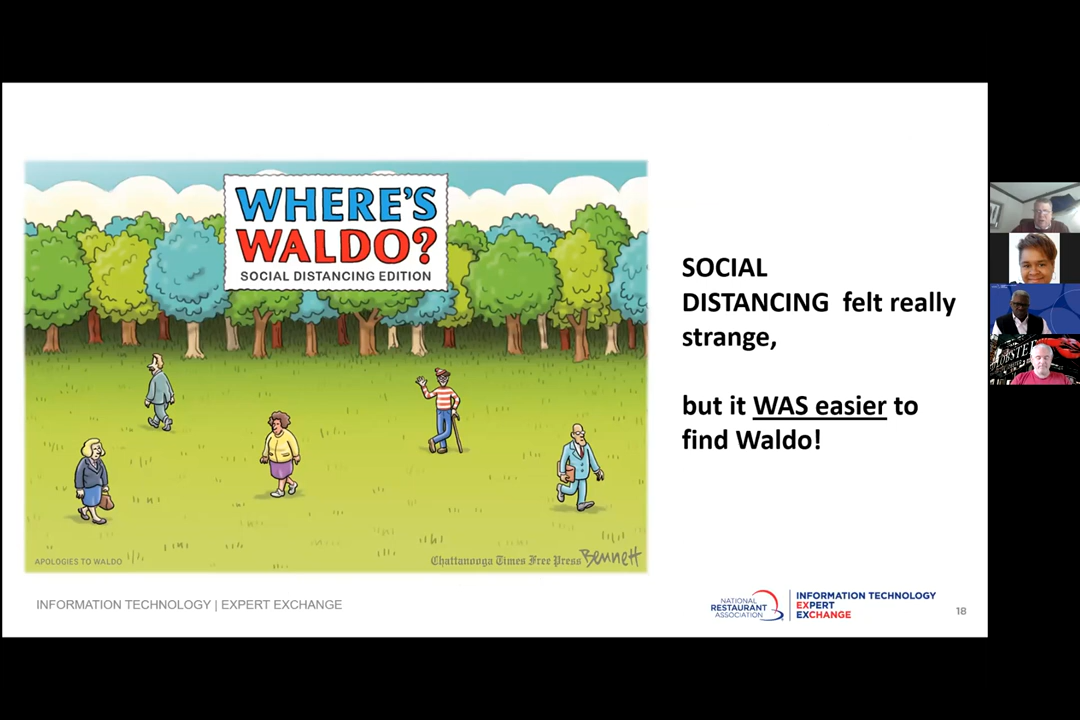 WHERE'S
WALDO?
SOCIAL DISTANCING EDITION
APOLOGIES TO WALDO
Chattanooga Times Free Press Bennett
SOCIAL
DISTANCING felt really
strange,
but it WAS easier to
find Waldo!
INFORMATION TECHNOLOGY | EXPERT EXCHANGE
NATIONAL
RESTAURANT
ASSOCIATION
INFORMATION TECHNOLOGY
EXPERT
EXCHANGE
18